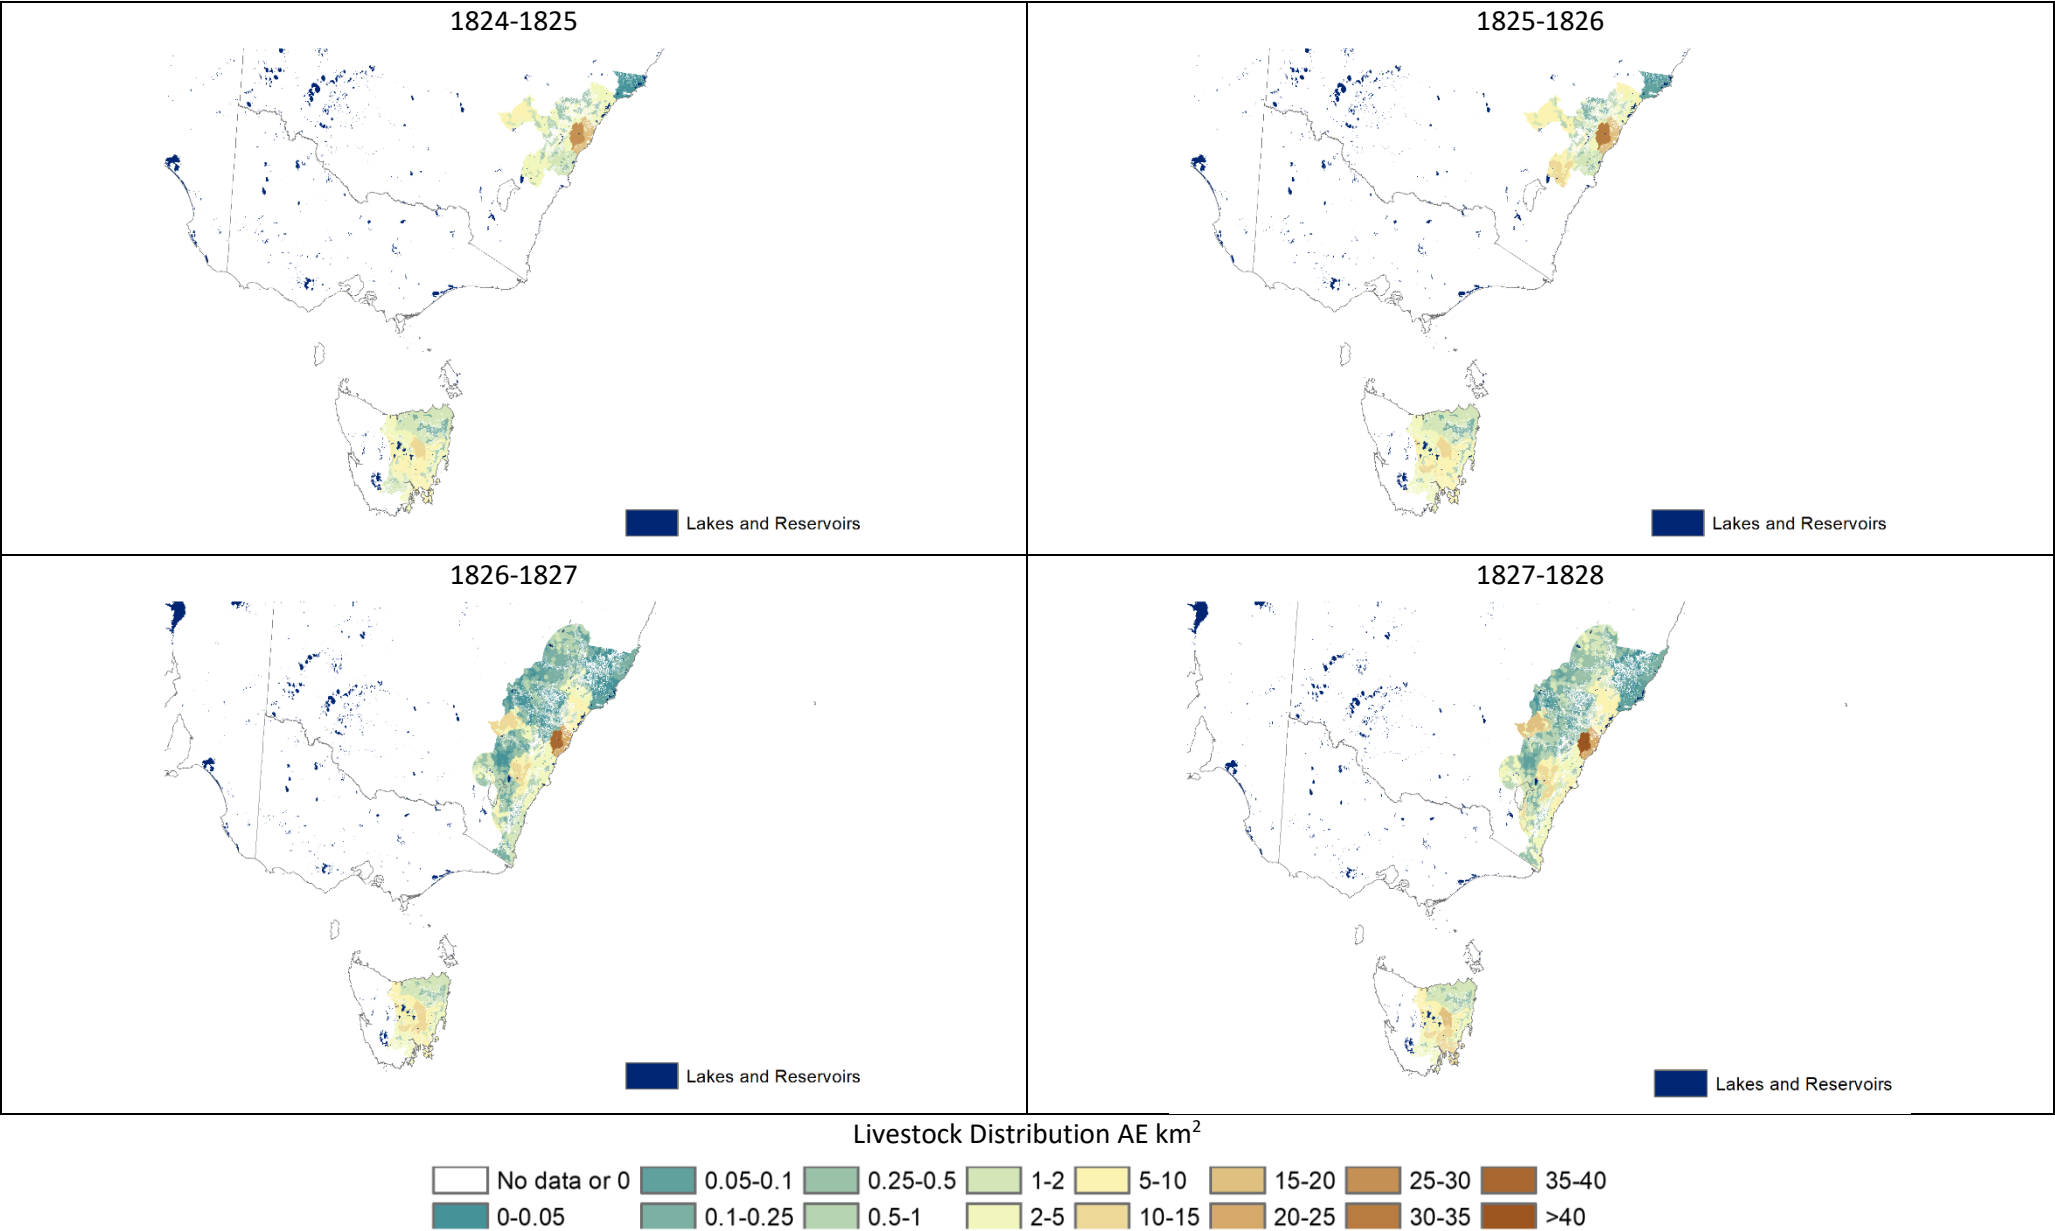 1824-1825
1825-1826
Lakes and Reservoirs
Lakes and Reservoirs
1826-1827
1827-1828
Lakes and Reservoirs
Lakes and Reservoirs
Livestock Distribution AE km²
No data or 0 0.05-0.1 0.25-0.5 1-2 5-10 15-20 25-30 35-40
0-0.05 0.1-0.25 0.5-1 2-5 10-15 20-25 30-35 >40